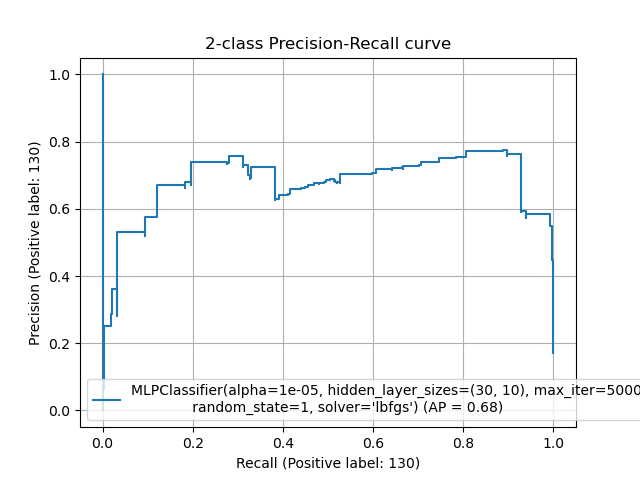 2-class Precision-Recall curve
1.0
0.8
0.6
0.4
0.2
0.0
Precision (Positive label: 130)
MLPClassifier(alpha=1e-05, hidden_layer_sizes=(30, 10), max_iter=5000
random_state=1, solver='lbfgs') (AP = 0.68)
0.0 0.2 0.4 0.6 0.8 1.0
Recall (Positive label: 130)